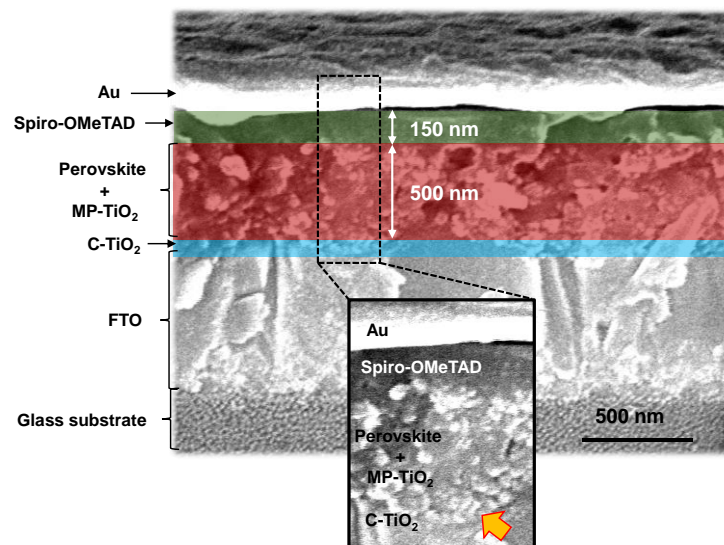 Au
Spiro-OMeTAD
150 nm
Perovskite
+
MP-TiO₂
500 nm
C-TiO₂
FTO
Glass substrate
500 nm
Au
Spiro-OMeTAD
Perovskite
+
MP-TiO₂
C-TiO₂